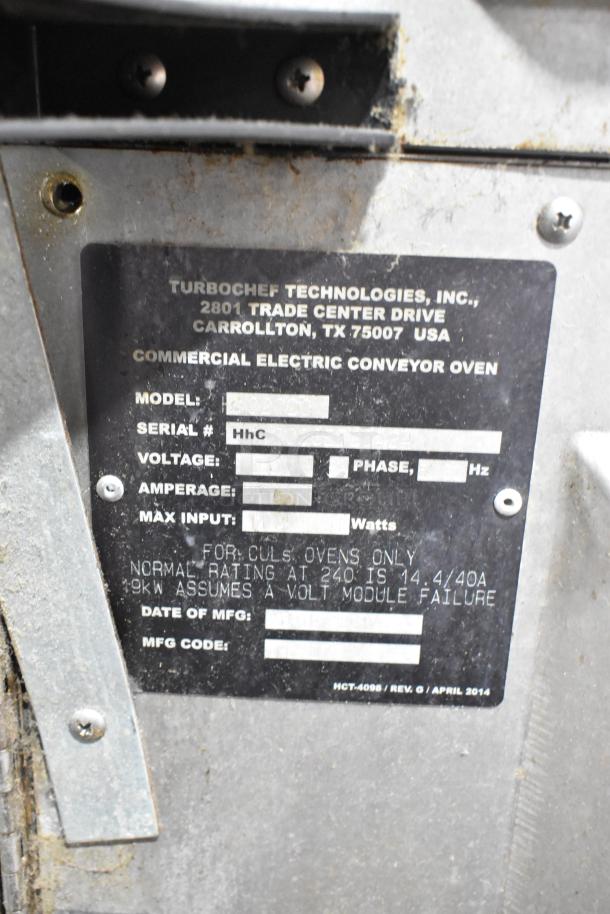 TURBOCHEF TECHNOLOGIES, INC.,
2801 TRADE CENTER DRIVE
CARROLLTON, TX 75007 USA
COMMERCIAL ELECTRIC CONVEYOR OVEN
MODEL:
SERIAL # HhC
VOLTAGE: PHASE, Hz
AMPERAGE:
MAX INPUT: Watts
FOR CULs OVENS ONLY
NORMAL RATING AT 240 IS 14.4/40A
9kW ASSUMES A VOLT MODULE FAILURE
DATE OF MFG:
MFG CODE:
HCT-4098 / REV. G / APRIL 2014